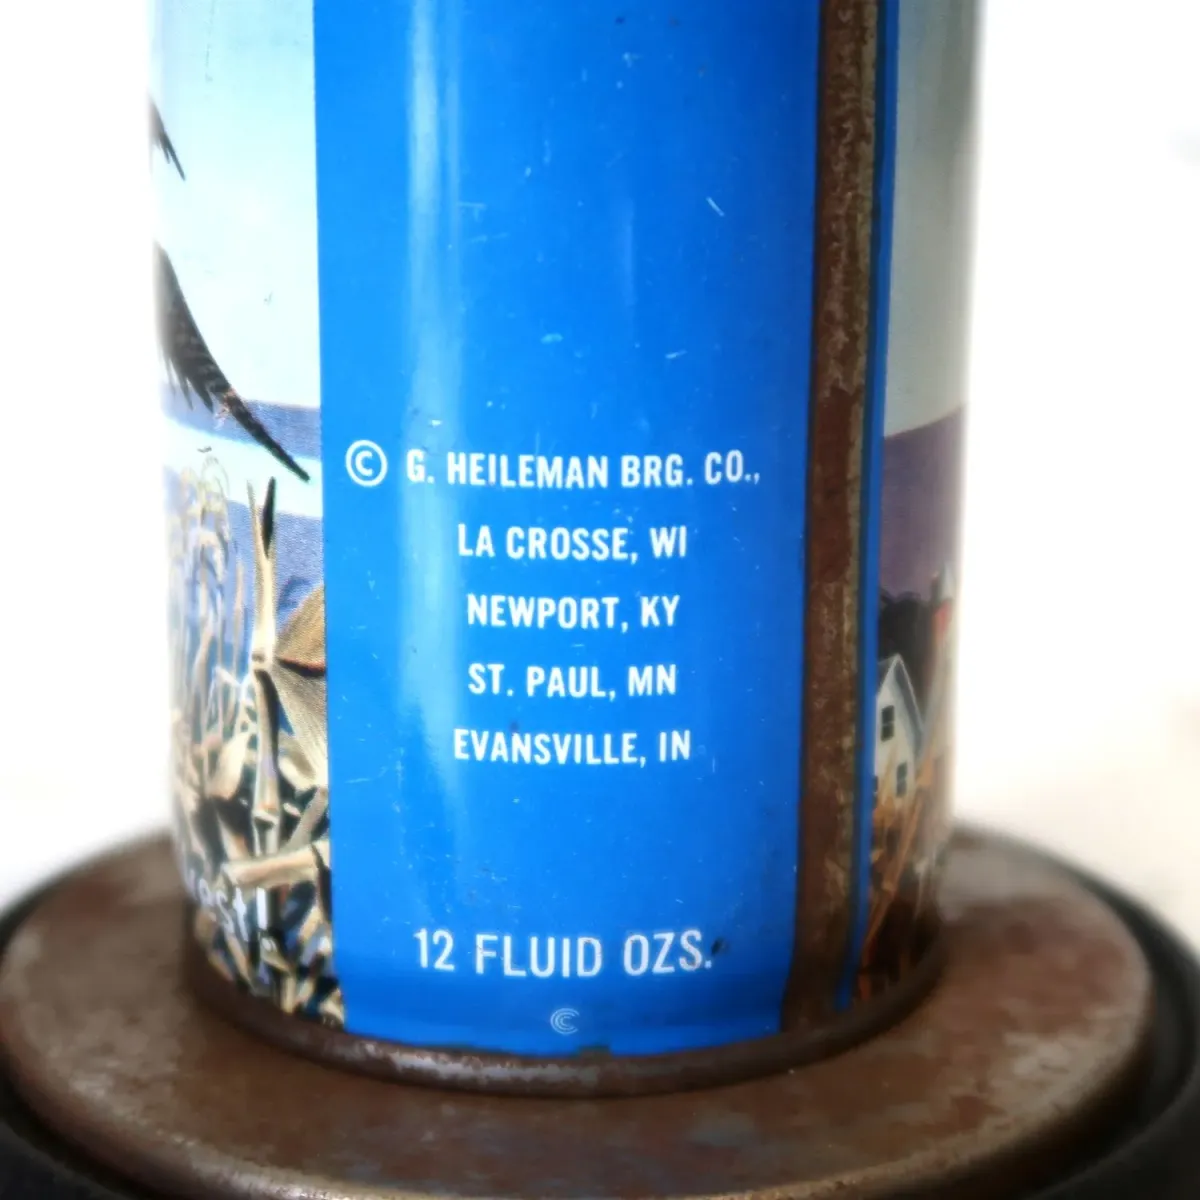 © G. HEILEMAN BRG. CO.,
LA CROSSE, WI
NEWPORT, KY
ST. PAUL, MN
EVANSVILLE, IN
12 FLUID OZS.